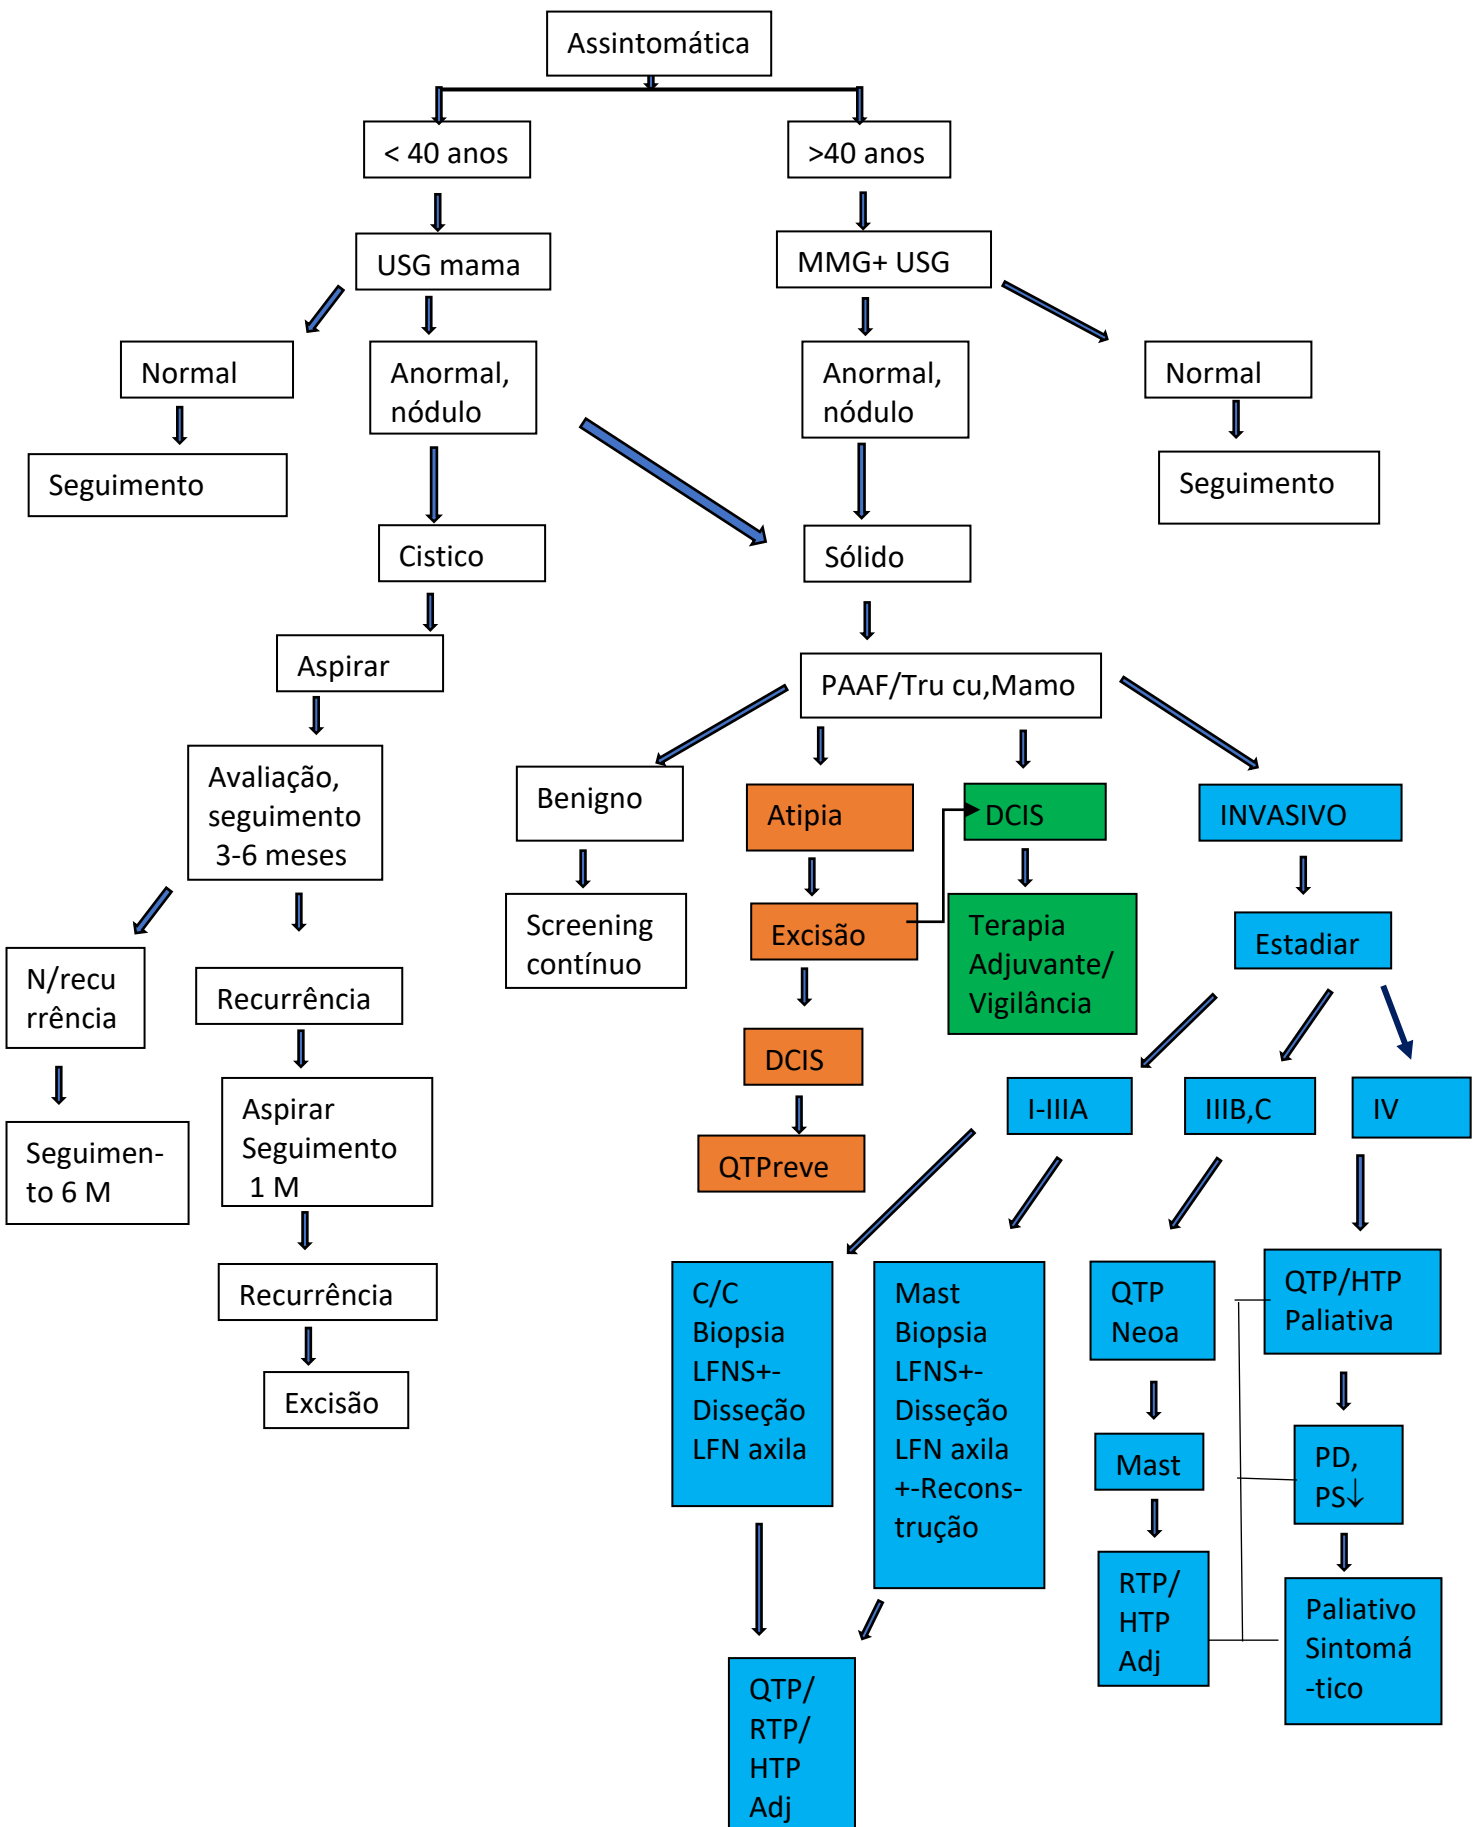 Assintomática
< 40 anos
>40 anos
USG mama
MMG+ USG
Normal
Anormal,
nódulo
Anormal,
nódulo
Normal
Seguimento
Seguimento
Cistico
Sólido
Aspirar
PAAF/Tru cu,Mamo
Avaliação,
seguimento
3-6 meses
Benigno
Atipia
DCIS
INVASIVO
Screening
contínuo
Excisão
Terapia
Adjuvante/
Vigilância
Estadiar
N/recu
rrência
Recurrência
DCIS
I-IIIA
IIIB,C
IV
Seguimen-
to 6 M
Aspirar
Seguimento
1 M
QTPreve
Recurrência
Excisão
C/C
Biopsia
LFNS+-
Disseção
LFN axila
Mast
Biopsia
LFNS+-
Disseção
LFN axila
+-Recons-
trução
QTP
Neoa
QTP/HTP
Paliativa
Mast
PD,
PS↓
RTP/
HTP
Adj
Paliativo
Sintomá
-tico
QTP/
RTP/
HTP
Adj